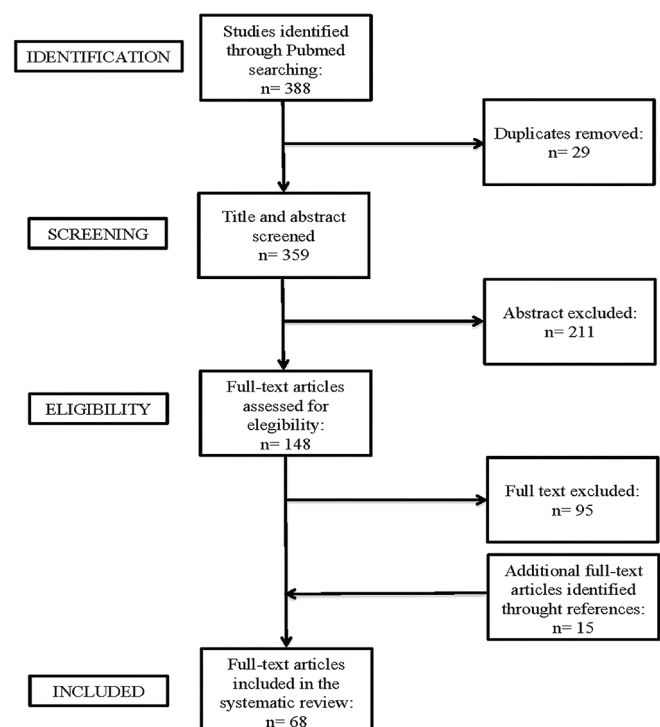 IDENTIFICATION
Studies identified
through Pubmed
searching:
n= 388
Duplicates removed:
n= 29
SCREENING
Title and abstract
screened
n= 359
Abstract excluded:
n= 211
ELIGIBILITY
Full-text articles
assessed for
elegibility:
n= 148
Full text excluded:
n= 95
Additional full-text
articles identified
throught references:
n= 15
INCLUDED
Full-text articles
included in the
systematic review:
n= 68